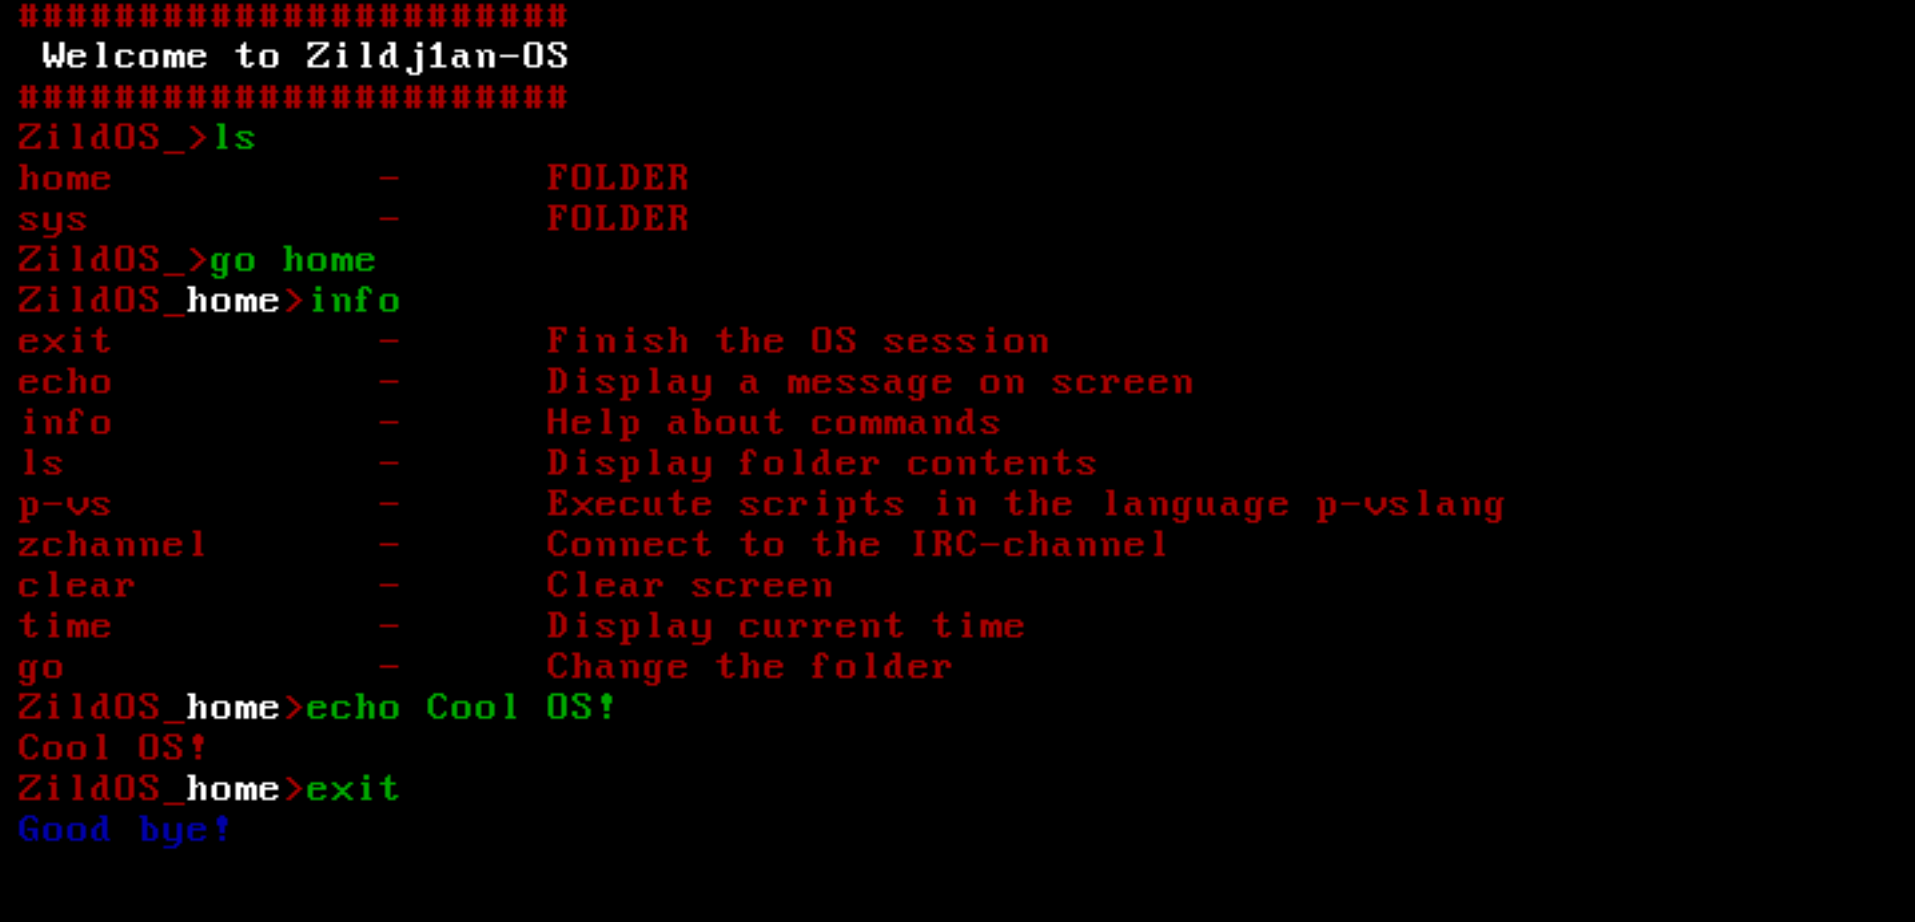 #######################
Welcome to Zildj1an-OS
#######################
ZildOS_>ls
home - FOLDER
sys - FOLDER
ZildOS_>go home
ZildOS_home>info
exit - Finish the OS session
echo - Display a message on screen
info - Help about commands
ls - Display folder contents
p-vs - Execute scripts in the language p-vslang
zchannel - Connect to the IRC-channel
clear - Clear screen
time - Display current time
go - Change the folder
ZildOS_home>echo Cool OS!
Cool OS!
ZildOS_home>exit
Good bye!